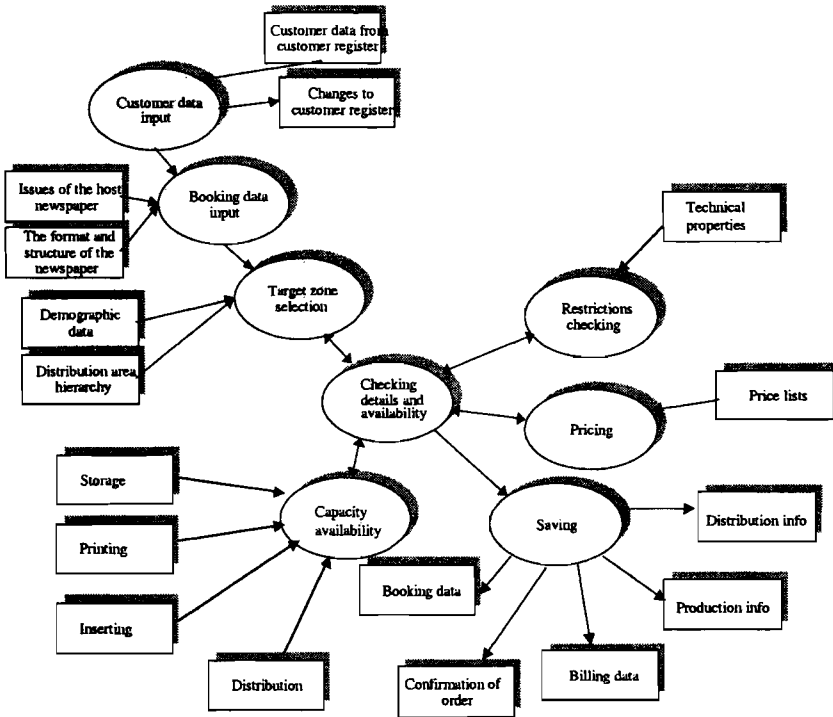 Customer data from
customer register
Customer data
input
Changes to
customer register
Issues of the host
newspaper
Booking data
input
The format and
structure of the
newspaper
Technical
properties
Target zone
selection
Demographic
data
Restrictions
checking
Distribution area
hierarchy
Checking
details and
availability
Price lists
Pricing
Storage
Capacity
availability
Saving
Distribution info
Printing
Booking data
Production info
Inserting
Distribution
Confirmation of
order
Billing data